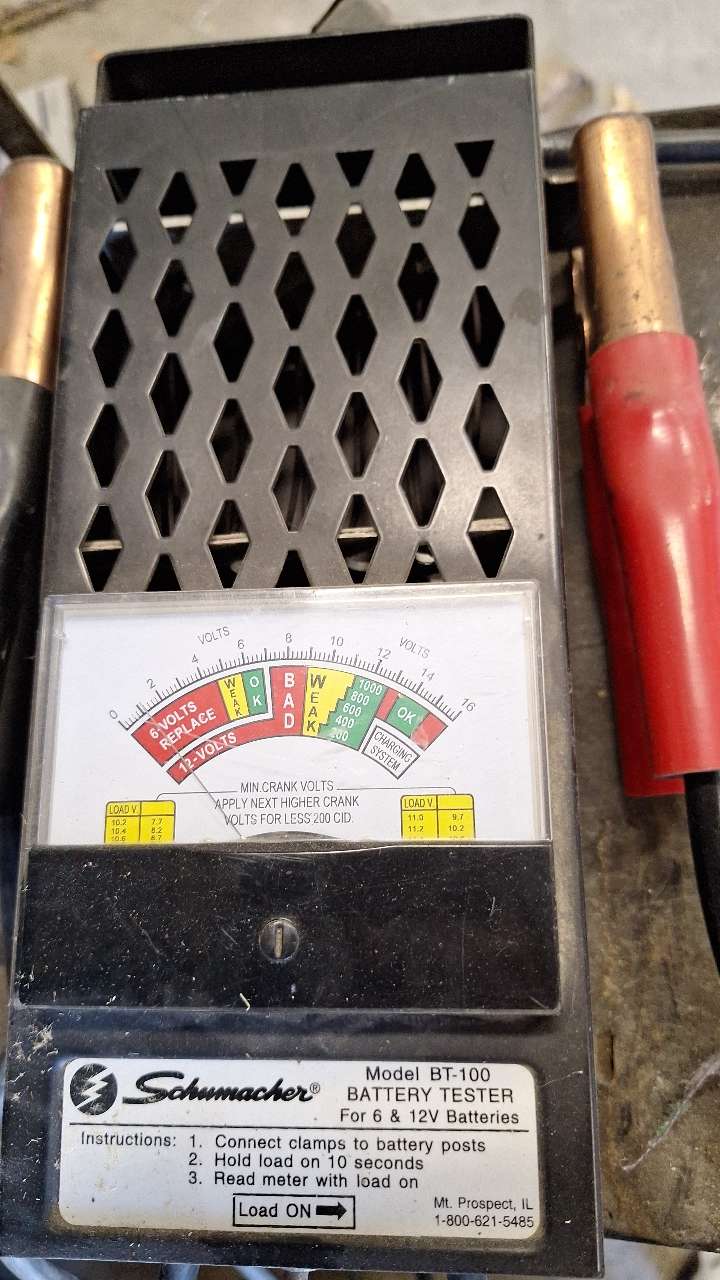 VOLTS
VOLTS
0 2 4 6 8 10 12 14 16
6-VOLTS
REPLACE
WEAK
OK
12-VOLTS
BAD
WEAK
1000
800
600
400
200
OK
CHARGING
SYSTEM
MIN.CRANK VOLTS
APPLY NEXT HIGHER CRANK
VOLTS FOR LESS 200 CID.
LOAD V.
10.2 7.7
10.4 8.2
10.6 8.7
LOAD V.
11.0 9.7
11.2 10.2
Schumacher®
Model BT-100
BATTERY TESTER
For 6 & 12V Batteries
Instructions: 1. Connect clamps to battery posts
2. Hold load on 10 seconds
3. Read meter with load on
Load ON
Mt. Prospect, IL
1-800-621-5485